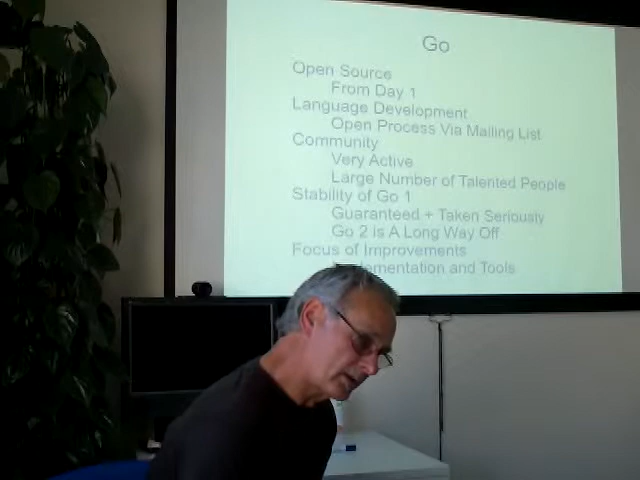 Go
Open Source
From Day 1
Language Development
Open Process Via Mailing List
Community
Very Active
Large Number of Talented People
Stability of Go 1
Guaranteed + Taken Seriously
Go 2 is A Long Way Off
Focus of Improvements
Implementation and Tools